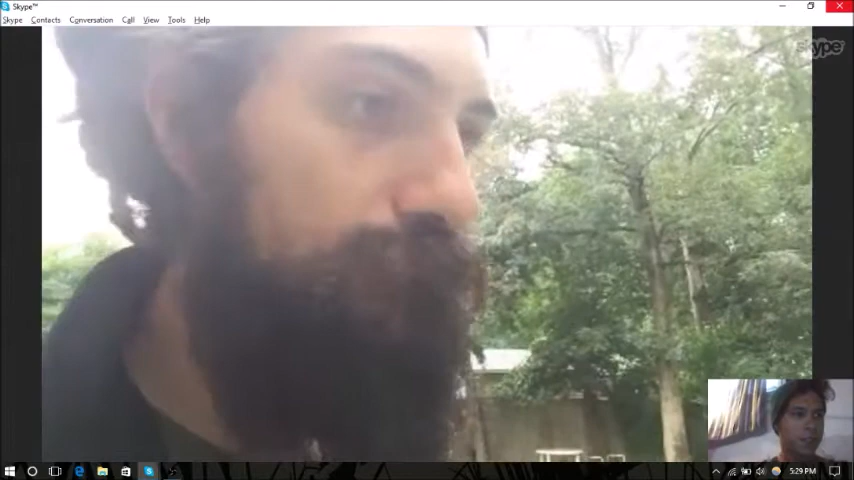 Skype™
Skype Contacts Conversation Call View Tools Help
skype
5:29 PM